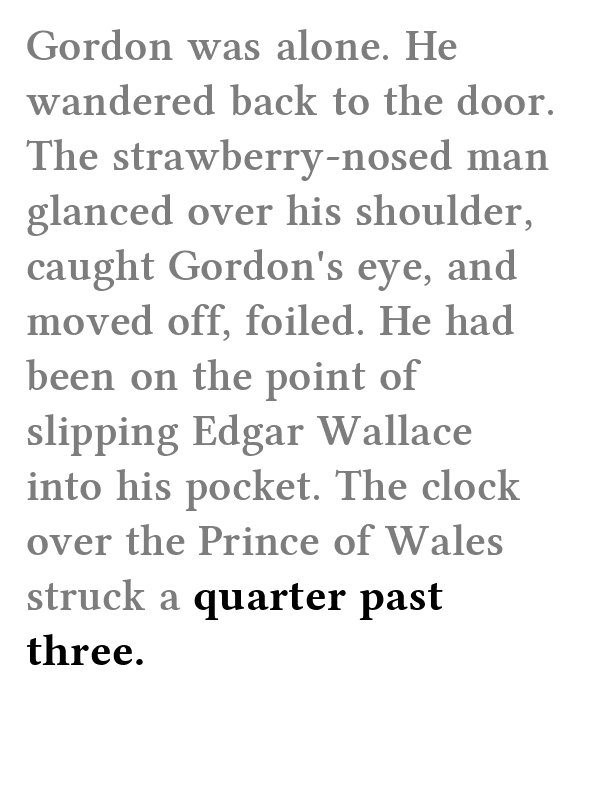 Gordon was alone. He
wandered back to the door.
The strawberry-nosed man
glanced over his shoulder,
caught Gordon's eye, and
moved off, foiled. He had
been on the point of
slipping Edgar Wallace
into his pocket. The clock
over the Prince of Wales
struck a quarter past
three.